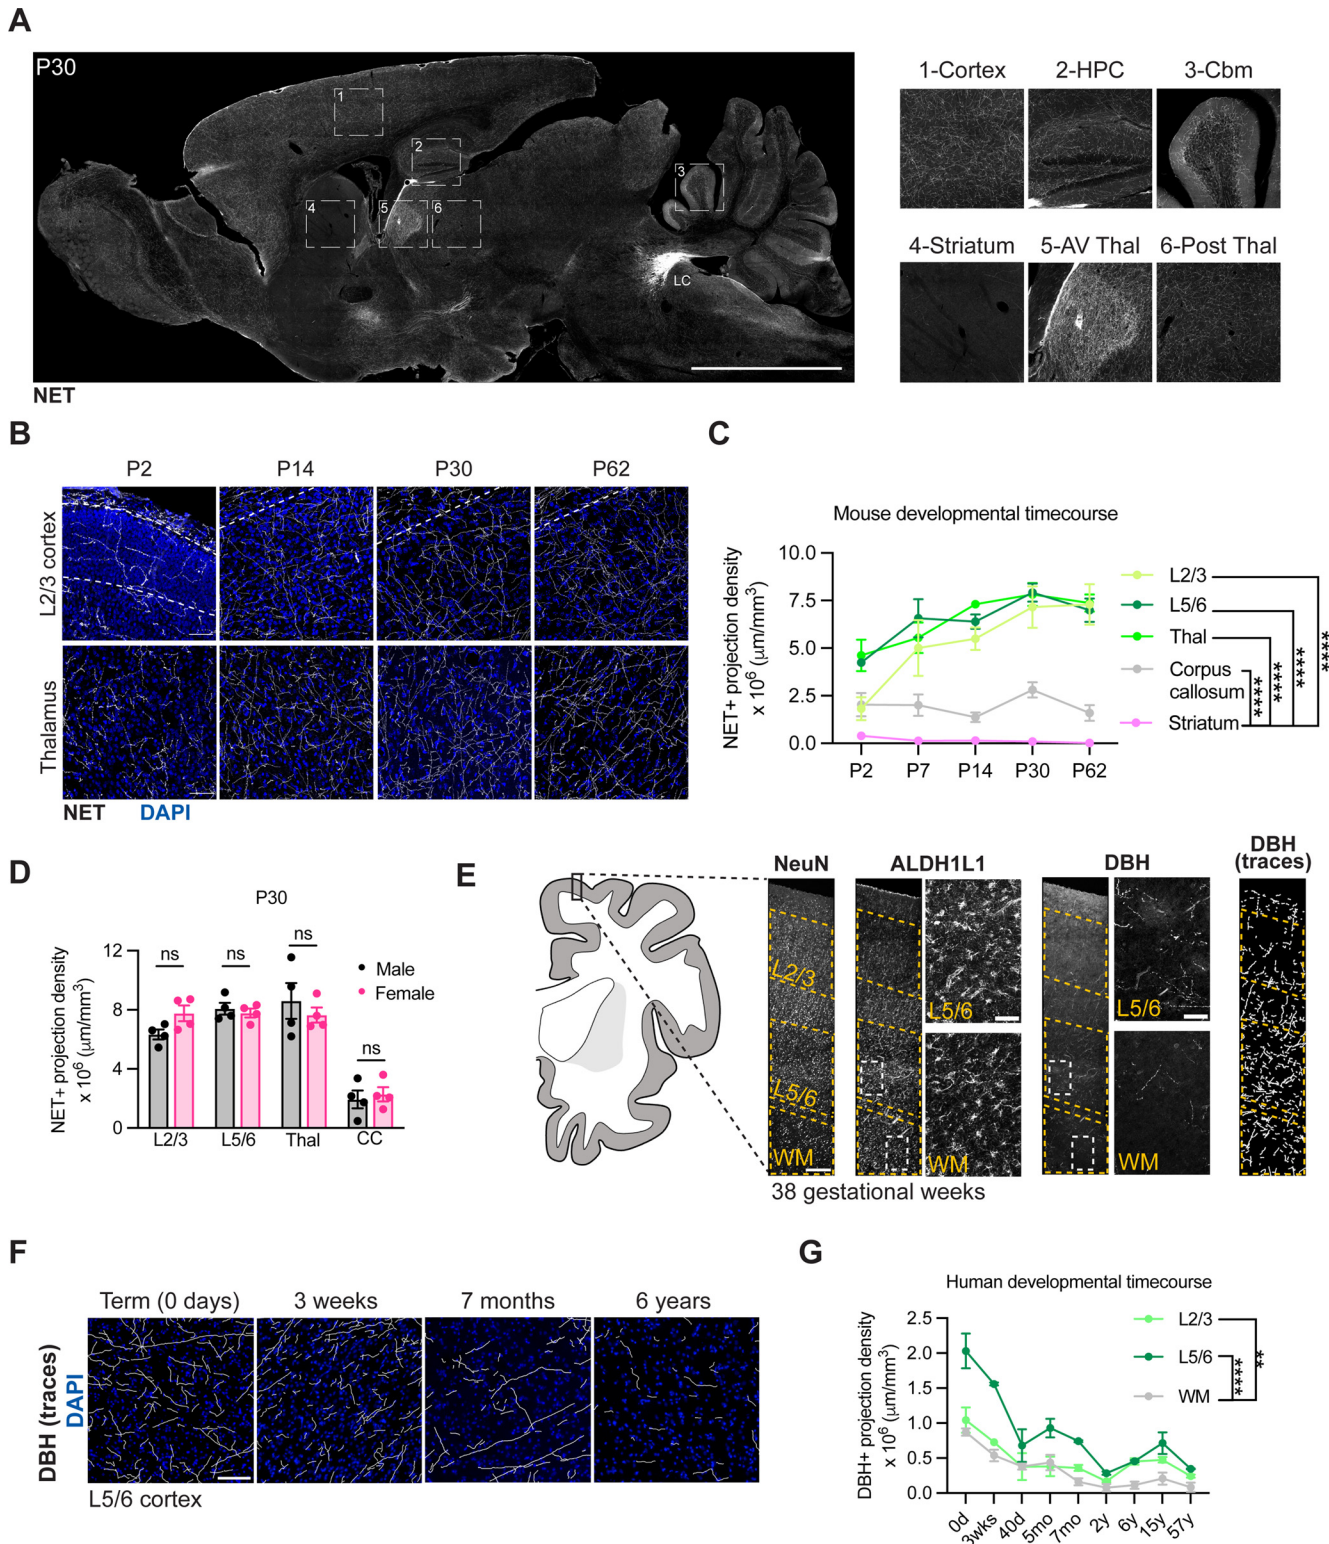 A
P30
1
2
3
4
5
6
LC
NET
1-Cortex
2-HPC
3-Cbm
4-Striatum
5-AV Thal
6-Post Thal
B
P2
P14
P30
P62
L2/3 cortex
Thalamus
NET DAPI
C
Mouse developmental timecourse
NET+ projection density
x 10⁶ (µm/mm³)
10.0
7.5
5.0
2.5
0.0
P2
P7
P14
P30
P62
L2/3
L5/6
Thal
Corpus
callosum
Striatum
****
****
****
****
D
P30
NET+ projection density
x 10⁶ (µm/mm³)
12
8
4
0
ns
ns
ns
ns
Male
Female
L2/3
L5/6
Thal
CC
E
NeuN
ALDH1L1
DBH
DBH
(traces)
L2/3
L5/6
WM
L5/6
WM
L5/6
WM
38 gestational weeks
F
Term (0 days)
3 weeks
7 months
6 years
DBH (traces)
DAPI
L5/6 cortex
G
Human developmental timecourse
DBH+ projection density
x 10⁶ (µm/mm³)
2.5
2.0
1.5
1.0
0.5
0.0
0d
3wks
40d
5mo
7mo
2y
6y
15y
57y
L2/3
L5/6
WM
****
**